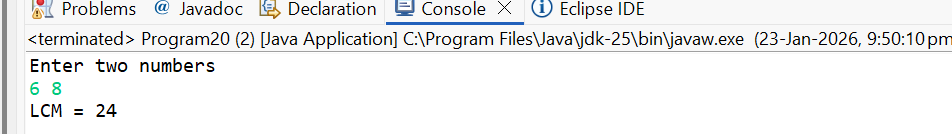 Problems @ Javadoc Declaration Console Eclipse IDE
<terminated> Program20 (2) [Java Application] C:\Program Files\Java\jdk-25\bin\javaw.exe (23-Jan-2026, 9:50:10 pm
Enter two numbers
6 8
LCM = 24